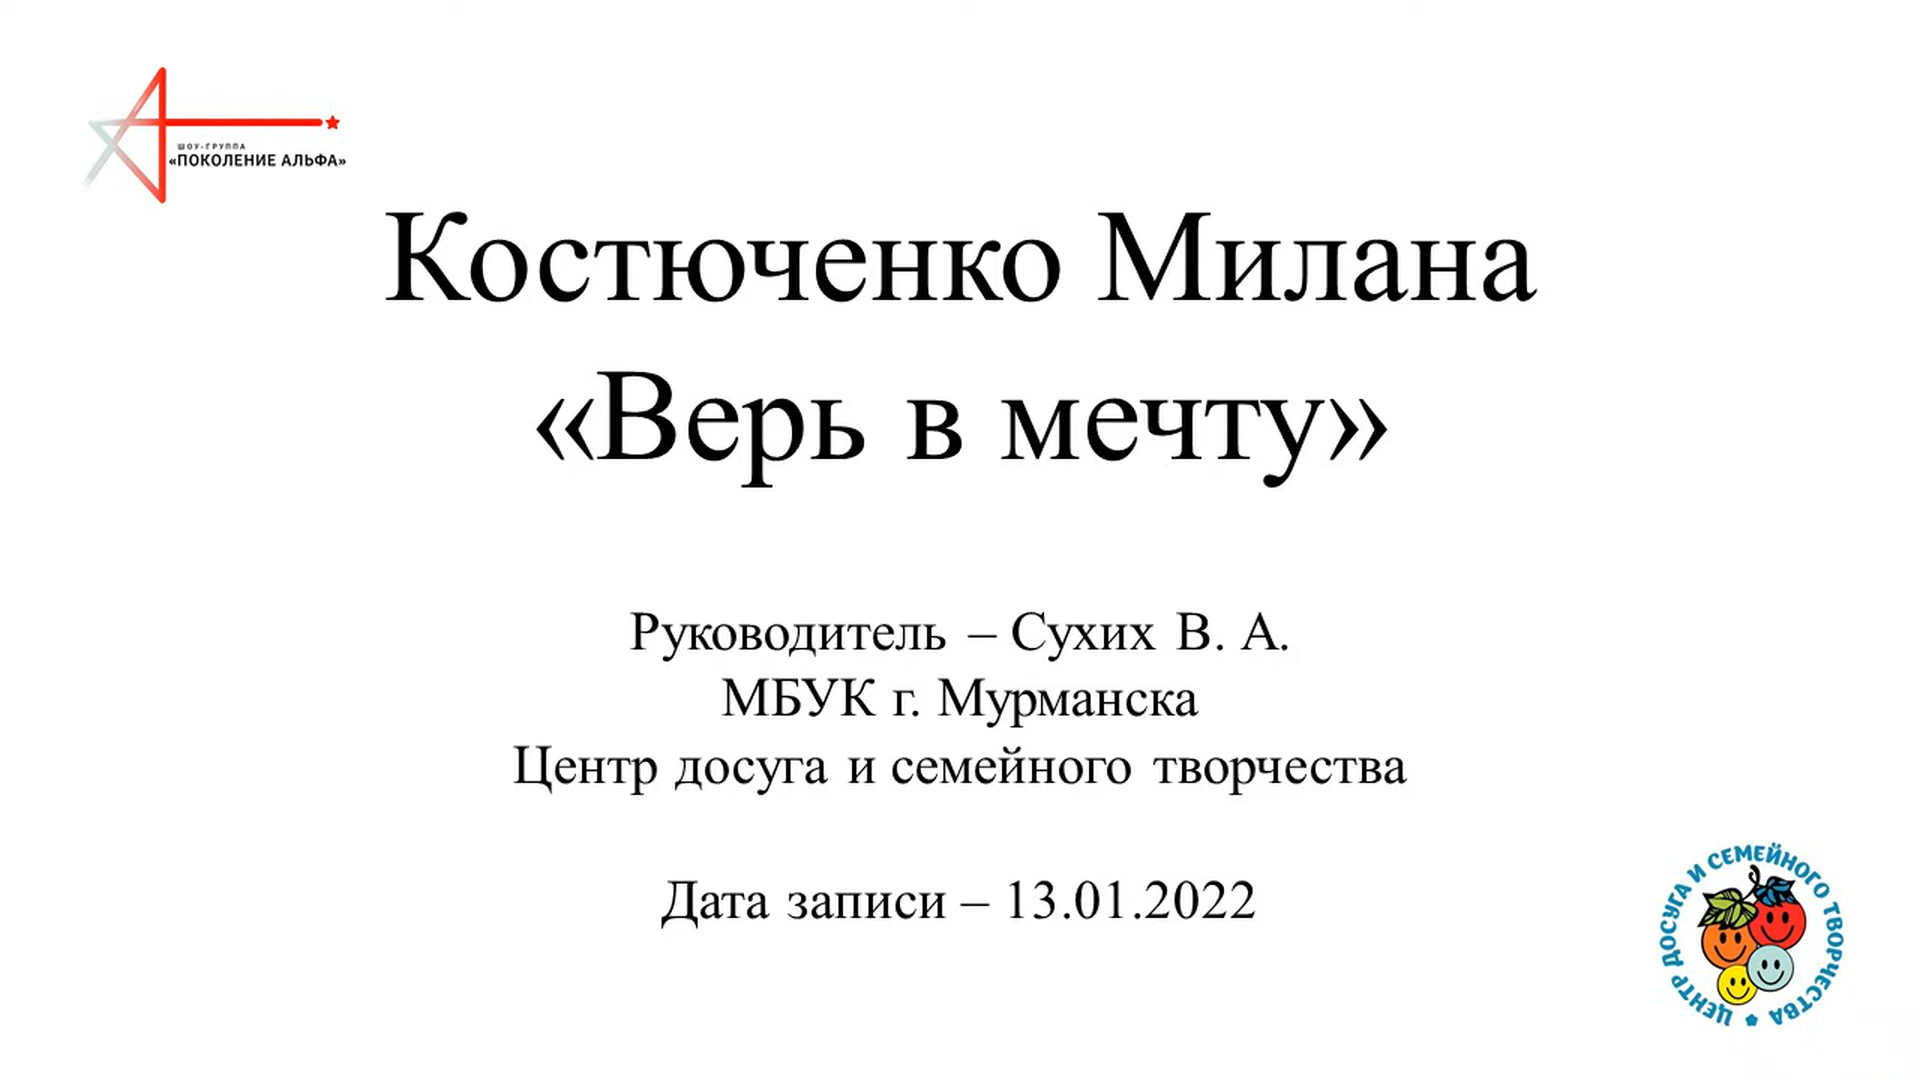 ШОУ-ГРУППА
«ПОКОЛЕНИЕ АЛЬФА»
Костюченко Милана
«Верь в мечту»
Руководитель – Сухих В. А.
МБУК г. Мурманска
Центр досуга и семейного творчества
Дата записи – 13.01.2022
ЦЕНТР ДОСУГА И СЕМЕЙНОГО ТВОРЧЕСТВА